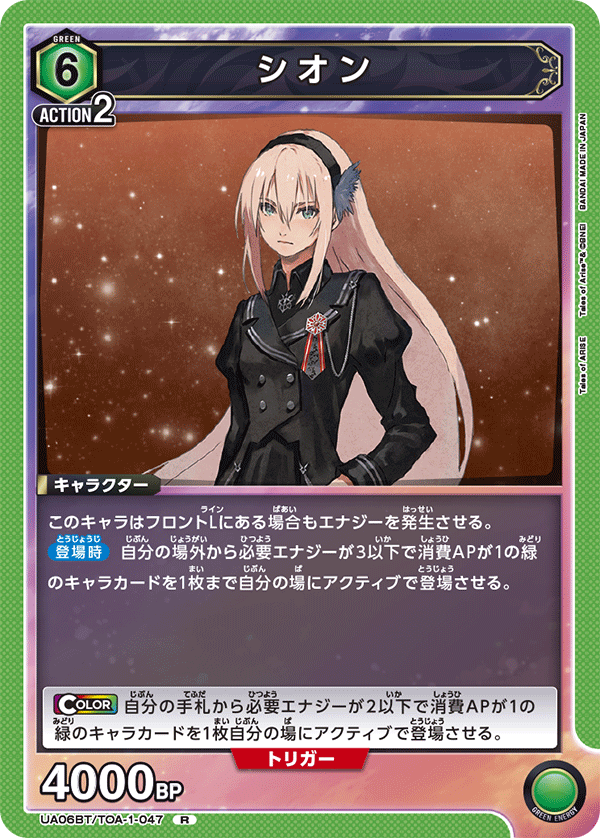 GREEN
6
シオン
ACTION2
BANDAI MADE IN JAPAN
Tales of Arise™& ©BNEI
Tales of ARISE
キャラクター
このキャラはフロントLにある場合もエナジーを発生させる。
登場時 自分の場外から必要エナジーが3以下で消費APが1の緑
のキャラカードを1枚まで自分の場にアクティブで登場させる。
COLOR 自分の手札から必要エナジーが2以下で消費APが1の
緑のキャラカードを1枚自分の場にアクティブで登場させる。
トリガー
4000BP
UA06BT/TOA-1-047 R
GREEN ENERGY